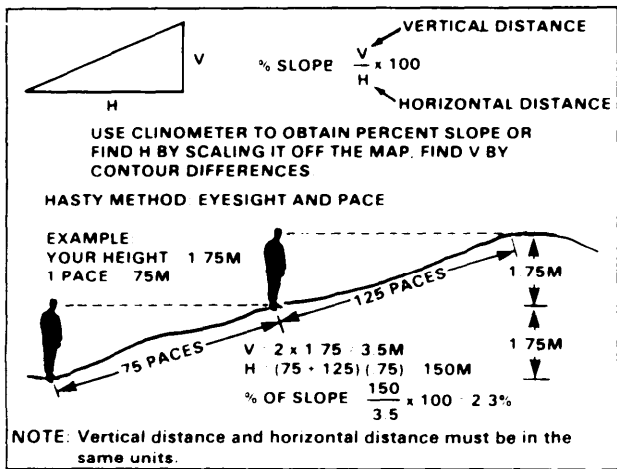 VERTICAL DISTANCE
V
% SLOPE V/H x 100
H
HORIZONTAL DISTANCE
USE CLINOMETER TO OBTAIN PERCENT SLOPE OR
FIND H BY SCALING IT OFF THE MAP. FIND V BY
CONTOUR DIFFERENCES
HASTY METHOD: EYESIGHT AND PACE
EXAMPLE
YOUR HEIGHT 1 75M
1 PACE 75M
125 PACES
1 75M
75 PACES
1 75M
V 2 x 1 75 3.5M
H (75 + 125) ( 75) 150M
% OF SLOPE 150/3.5 x 100 2 3%
NOTE: Vertical distance and horizontal distance must be in the
same units.